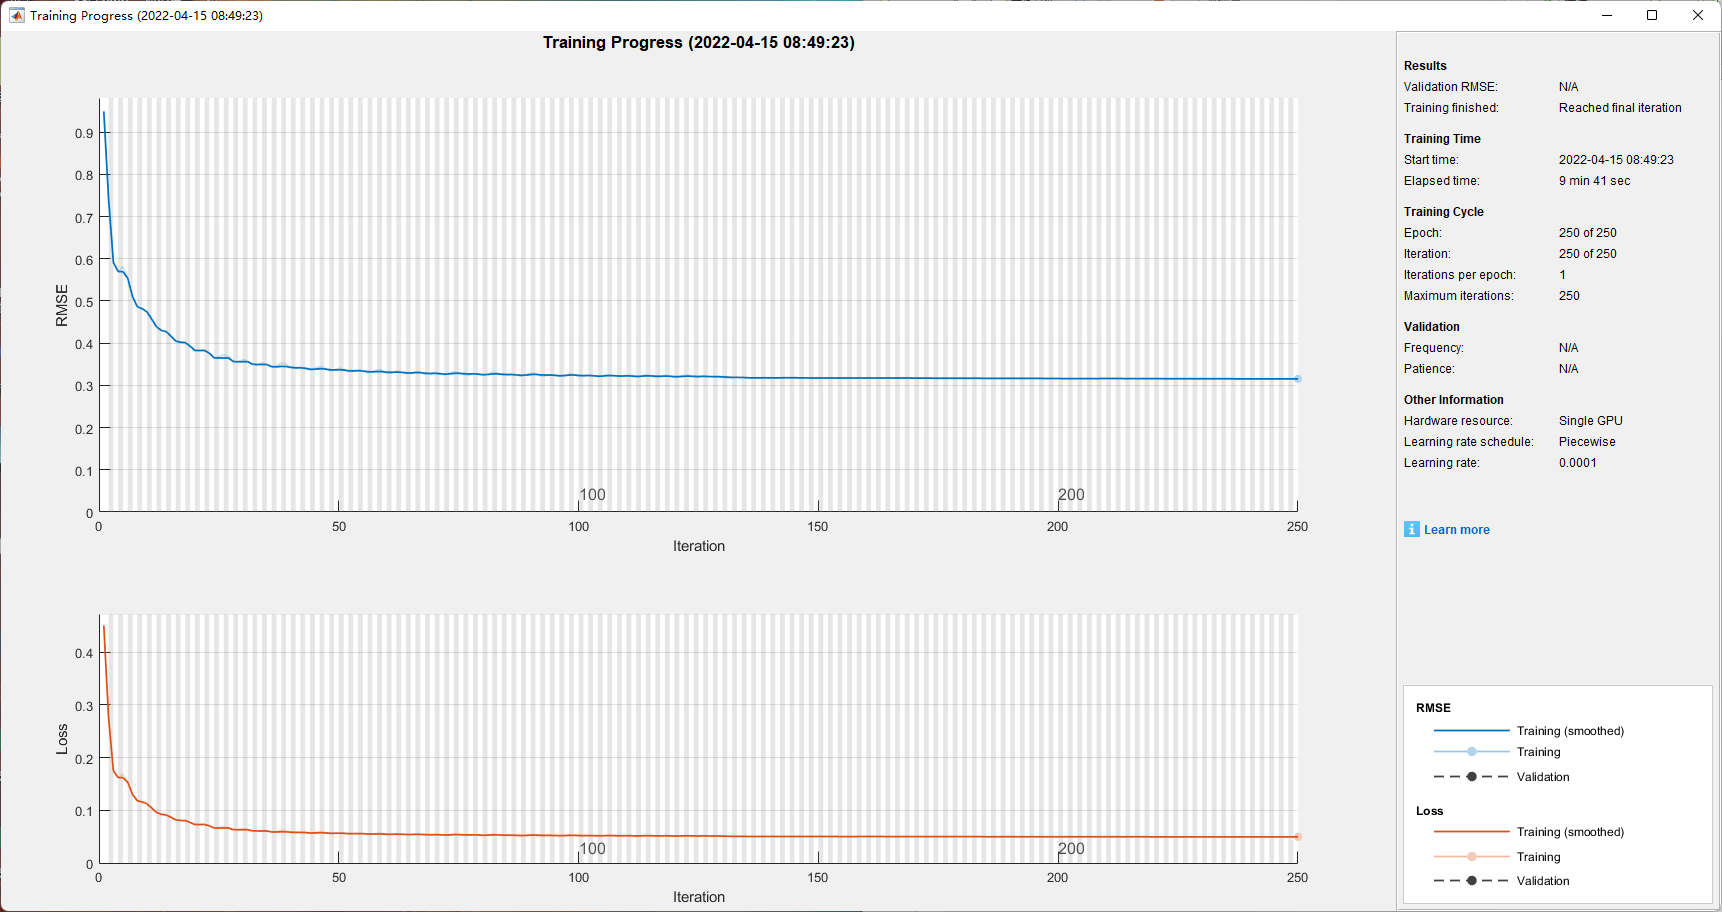 Training Progress (2022-04-15 08:49:23)
Training Progress (2022-04-15 08:49:23)
RMSE
0.9
0.8
0.7
0.6
0.5
0.4
0.3
0.2
0.1
0
100 200
0 50 100 150 200 250
Iteration
Loss
0.4
0.3
0.2
0.1
0
100 200
0 50 100 150 200 250
Iteration
Results
Validation RMSE: N/A
Training finished: Reached final iteration
Training Time
Start time: 2022-04-15 08:49:23
Elapsed time: 9 min 41 sec
Training Cycle
Epoch: 250 of 250
Iteration: 250 of 250
Iterations per epoch: 1
Maximum iterations: 250
Validation
Frequency: N/A
Patience: N/A
Other Information
Hardware resource: Single GPU
Learning rate schedule: Piecewise
Learning rate: 0.0001
i Learn more
RMSE
Training (smoothed)
Training
Validation
Loss
Training (smoothed)
Training
Validation